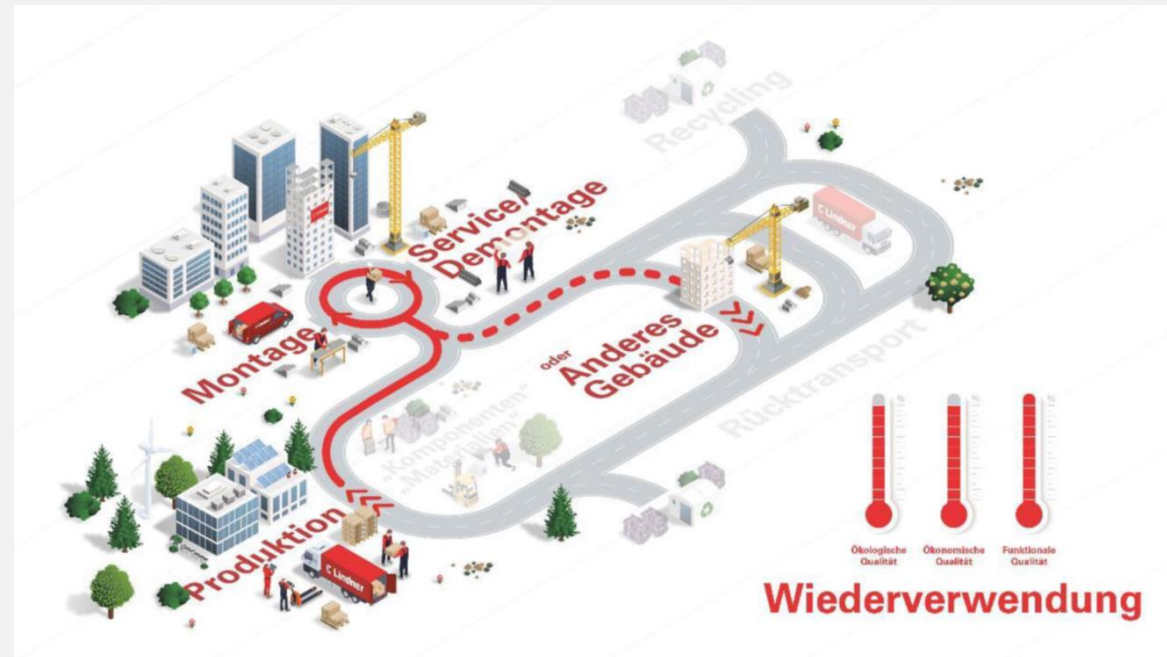 Recycling
Service/
Demontage
Lindner
Montage
oder
Anderes
Gebäude
Rücktransport
„Komponenten“
„Materialien“
Produktion
Lindner
Ökologische
Qualität
Ökonomische
Qualität
Funktionale
Qualität
Wiederverwendung